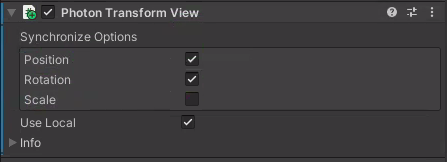 Photon Transform View
Synchronize Options
Position
Rotation
Scale
Use Local
Info